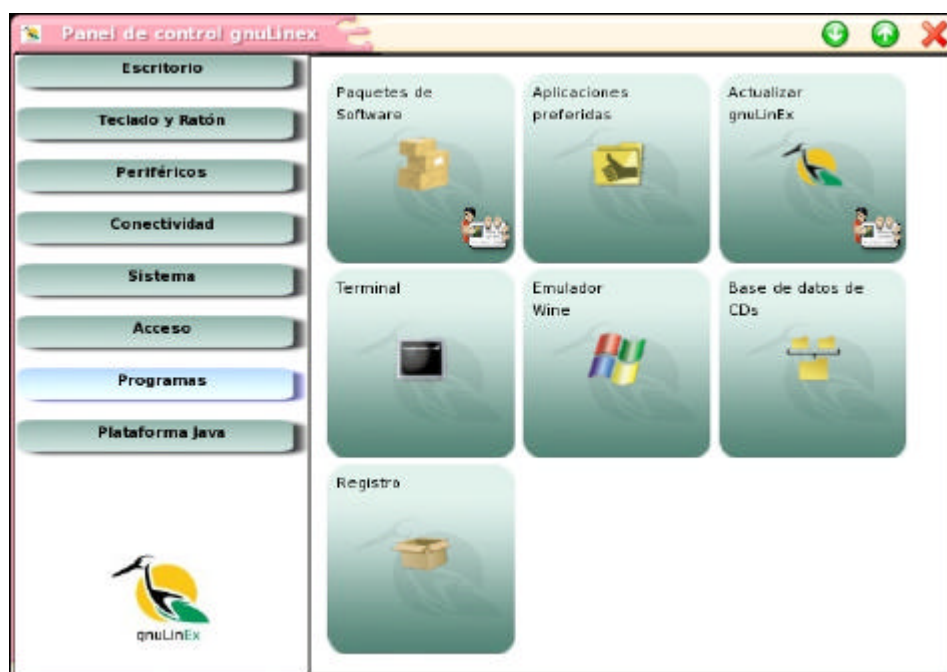 Panel de control gnuLinex
Escritorio
Teclado y Ratón
Periféricos
Conectividad
Sistema
Acceso
Programas
Plataforma Java
gnuLinEx
Paquetes de
Software
Aplicaciones
preferidas
Actualizar
gnuLinEx
Terminal
Emulador
Wine
Base de datos de
CDs
Registro